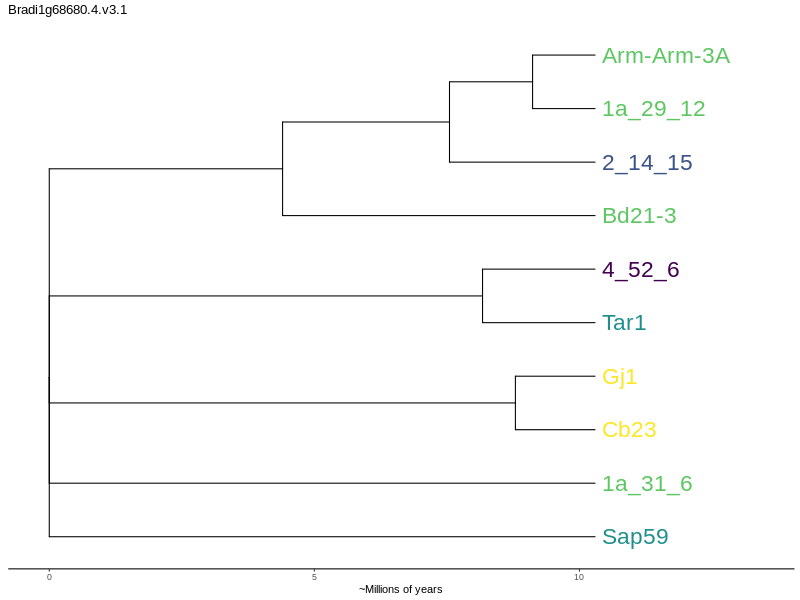 Bradi1g68680.4.v3.1
Arm-Arm-3A
1a_29_12
2_14_15
Bd21-3
4_52_6
Tar1
Gj1
Cb23
1a_31_6
Sap59
0 5 10
~Millions of years